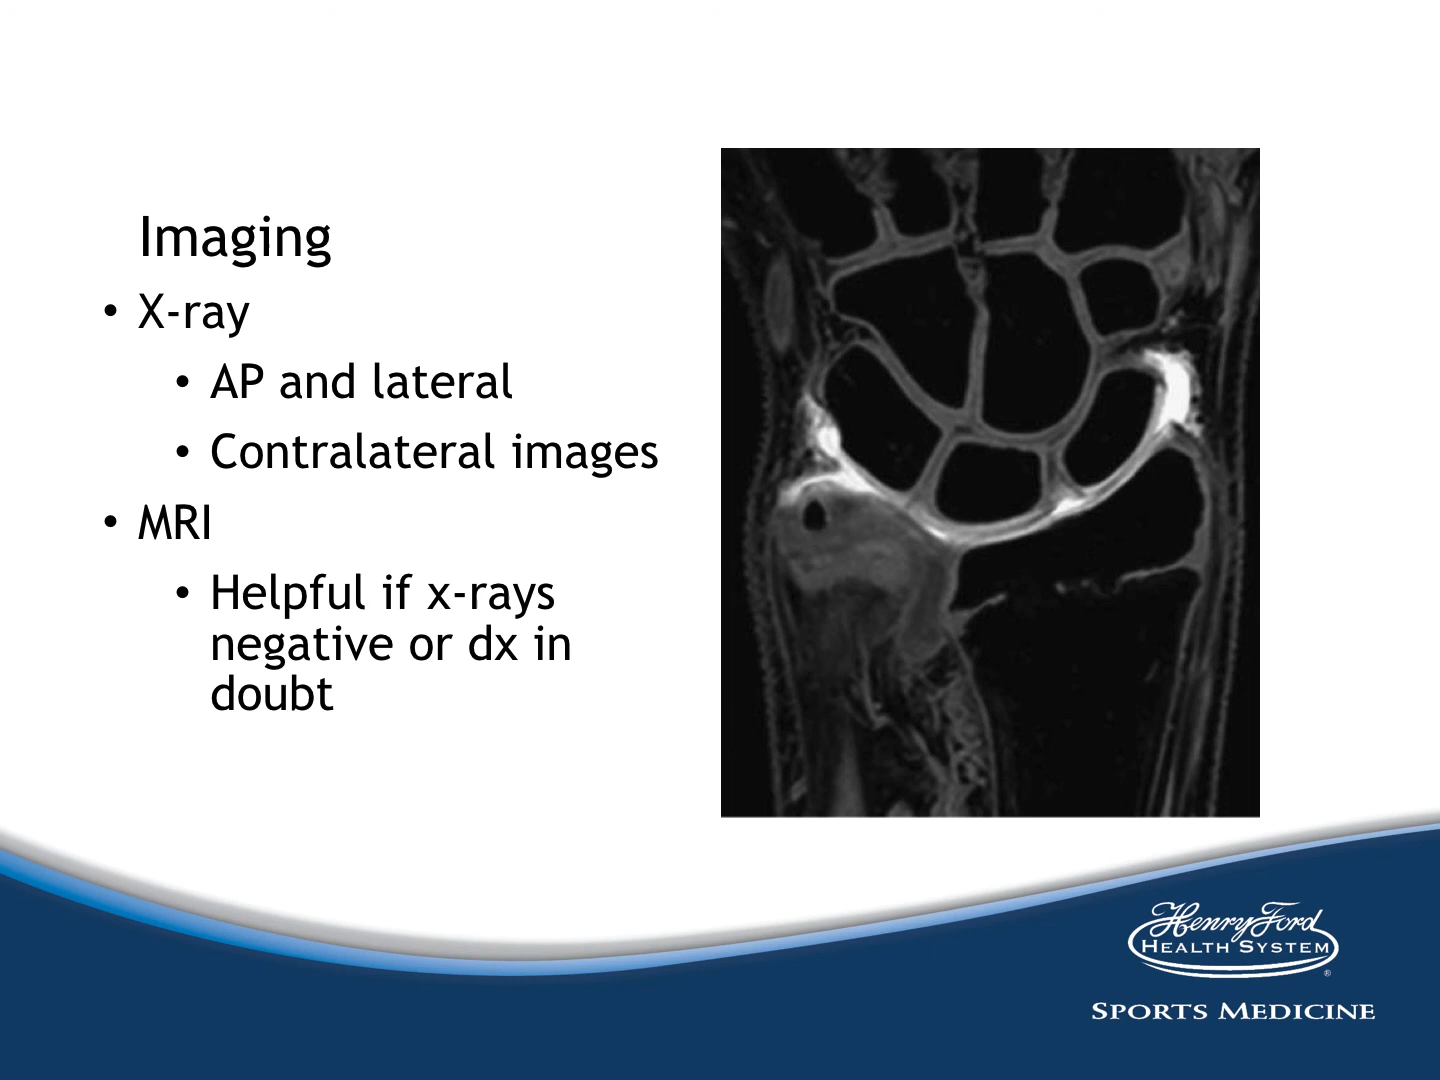 Imaging
• X-ray
• AP and lateral
• Contralateral images
• MRI
• Helpful if x-rays
negative or dx in
doubt
Henry Ford
HEALTH SYSTEM
®
SPORTS MEDICINE